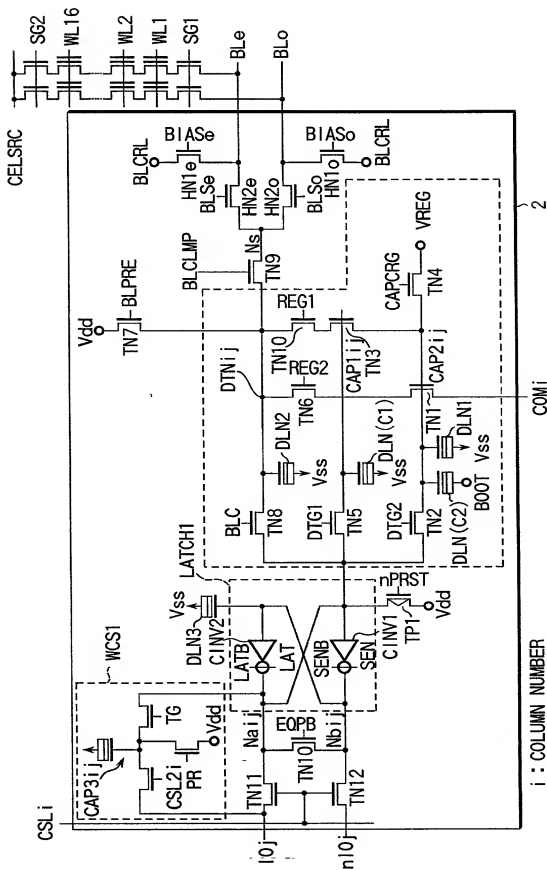 CELSRC
SG2
WL16
WL2
WL1
SG1
BLe
BLo
BLCRL
BIASe
HN1e
BLSe
HN2e
HN2o
BLSo
BIASo
HN1o
BLCRL
Ns
BLCLMP
TN9
Vdd
BLPRE
TN7
DTNij
REG1
TN10
REG2
TN6
CAP1ij
TN3
CAPCRG
VREG
TN4
CAP2ij
TN1
COMi
2
DLN2
Vss
DLN(C1)
Vss
DLN1
Vss
DLN(C2)
BOOT
BLC
TN8
DTG1
TN5
DTG2
TN2
LATCH1
Vss
DLN3
CINV2
LATB
LAT
SENB
SEN
CINV1
nPRST
TP1
Vdd
WCS1
TG
Vdd
PR
CAP3ij
CSL2i
Naij
EQPB
TN10
Nbij
TN11
TN12
CSLi
IOj
nIOj
i : COLUMN NUMBER